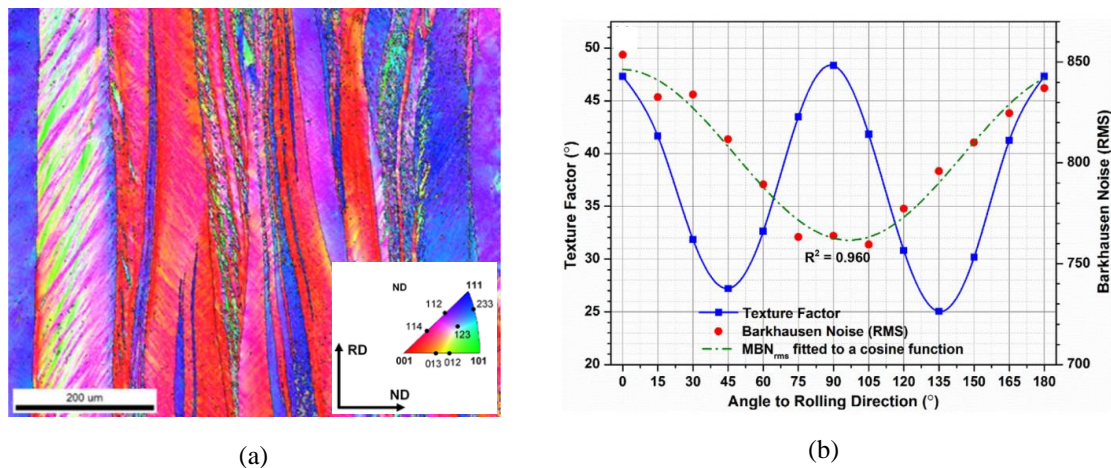 ND
111
112
233
114
123
001
013 012
101
RD
ND
200 um
(a)
Texture Factor (°)
50
45
40
35
30
25
20
R² = 0.960
Texture Factor
Barkhausen Noise (RMS)
MBNrms fitted to a cosine function
0 15 30 45 60 75 90 105 120 135 150 165 180
Angle to Rolling Direction (°)
850
800
750
700
Barkhausen Noise (RMS)
(b)